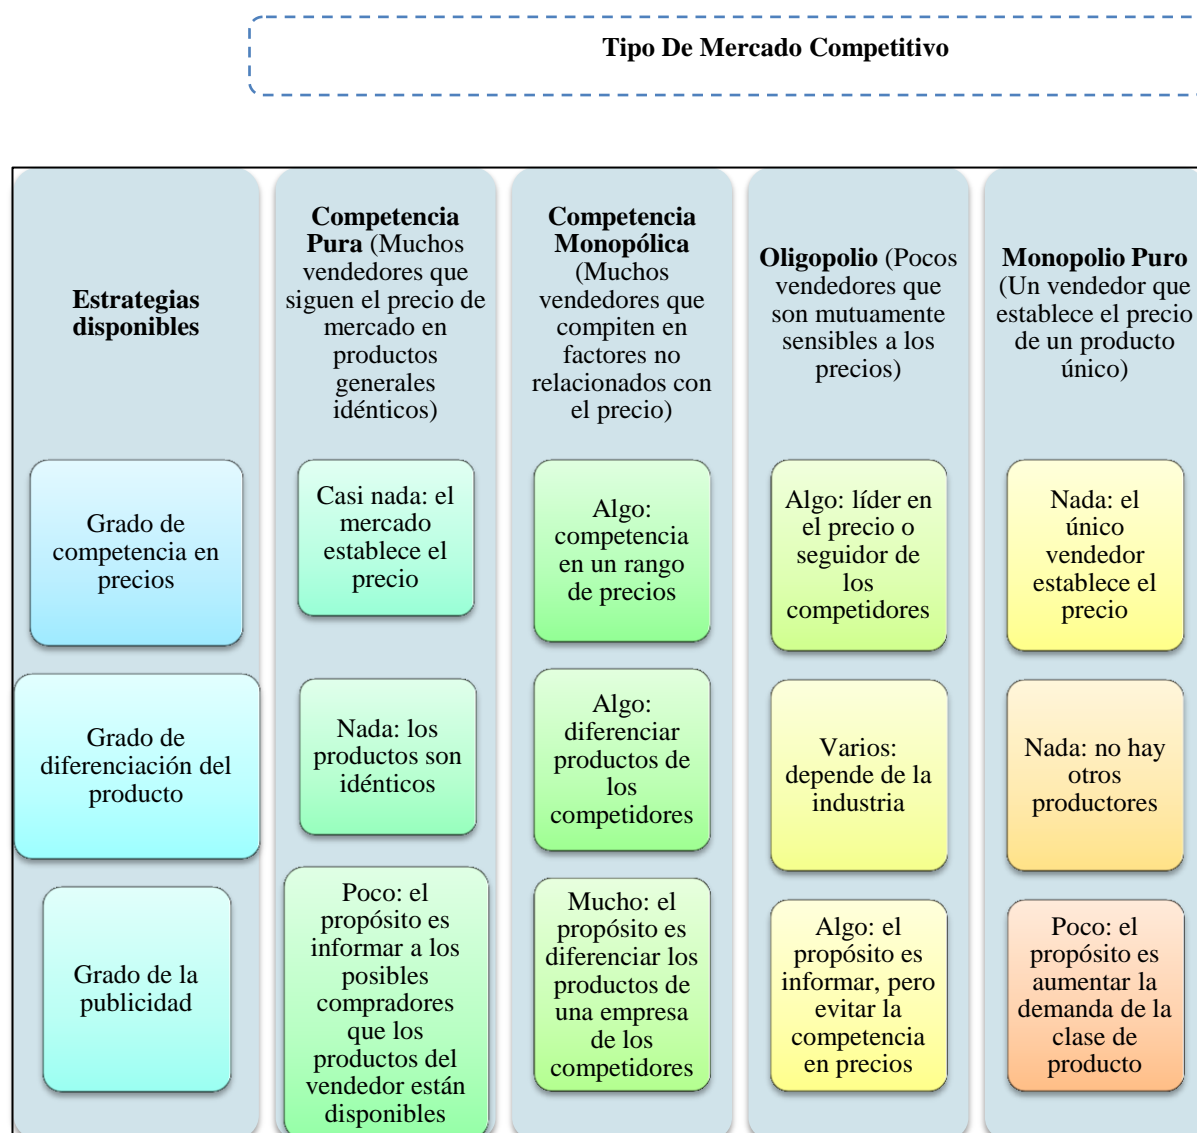 Tipo De Mercado Competitivo
Estrategias
disponibles
Competencia
Pura (Muchos
vendedores que
siguen el precio de
mercado en
productos
generales
idénticos)
Competencia
Monopólica
(Muchos
vendedores que
compiten en
factores no
relacionados con
el precio)
Oligopolio (Pocos
vendedores que
son mutuamente
sensibles a los
precios)
Monopolio Puro
(Un vendedor que
establece el precio
de un producto
único)
Grado de
competencia en
precios
Casi nada: el
mercado
establece el
precio
Algo:
competencia
en un rango
de precios
Algo: líder en
el precio o
seguidor de
los
competidores
Nada: el
único
vendedor
establece el
precio
Grado de
diferenciación del
producto
Nada: los
productos son
idénticos
Algo:
diferenciar
productos de
los
competidores
Varios:
depende de la
industria
Nada: no hay
otros
productores
Grado de la
publicidad
Poco: el
propósito es
informar a los
posibles
compradores
que los
productos del
vendedor están
disponibles
Mucho: el
propósito es
diferenciar los
productos de
una empresa
de los
competidores
Algo: el
propósito es
informar, pero
evitar la
competencia
en precios
Poco: el
propósito es
aumentar la
demanda de la
clase de
producto